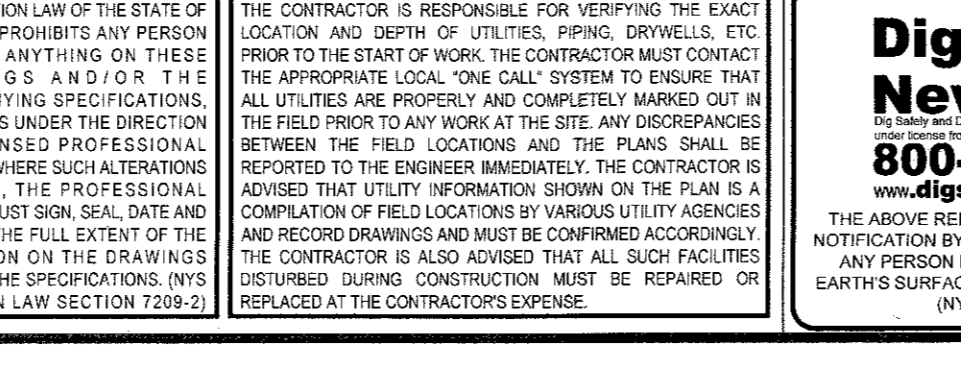 ION LAW OF THE STATE OF
PROHIBITS ANY PERSON
ANYTHING ON THESE
GS AND/OR THE
YING SPECIFICATIONS,
S UNDER THE DIRECTION
NSED PROFESSIONAL
WHERE SUCH ALTERATIONS
, THE PROFESSIONAL
UST SIGN, SEAL, DATE AND
HE FULL EXTENT OF THE
ON ON THE DRAWINGS
HE SPECIFICATIONS. (NYS
N LAW SECTION 7209-2)
THE CONTRACTOR IS RESPONSIBLE FOR VERIFYING THE EXACT
LOCATION AND DEPTH OF UTILITIES, PIPING, DRYWELLS, ETC.
PRIOR TO THE START OF WORK. THE CONTRACTOR MUST CONTACT
THE APPROPRIATE LOCAL "ONE CALL" SYSTEM TO ENSURE THAT
ALL UTILITIES ARE PROPERLY AND COMPLETELY MARKED OUT IN
THE FIELD PRIOR TO ANY WORK AT THE SITE. ANY DISCREPANCIES
BETWEEN THE FIELD LOCATIONS AND THE PLANS SHALL BE
REPORTED TO THE ENGINEER IMMEDIATELY. THE CONTRACTOR IS
ADVISED THAT UTILITY INFORMATION SHOWN ON THE PLAN IS A
COMPILATION OF FIELD LOCATIONS BY VARIOUS UTILITY AGENCIES
AND RECORD DRAWINGS AND MUST BE CONFIRMED ACCORDINGLY.
THE CONTRACTOR IS ALSO ADVISED THAT ALL SUCH FACILITIES
DISTURBED DURING CONSTRUCTION MUST BE REPAIRED OR
REPLACED AT THE CONTRACTOR'S EXPENSE.
Dig
Nev
Dig Safely and D
under license fro
800-
www.digs
THE ABOVE REI
NOTIFICATION BY
ANY PERSON
EARTH'S SURFAC
(NY